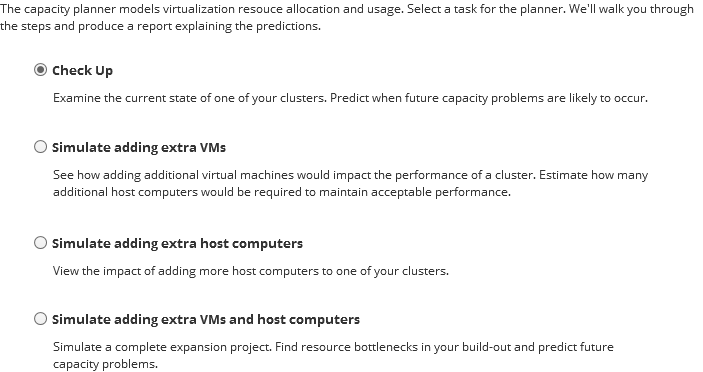 The capacity planner models virtualization resouce allocation and usage. Select a task for the planner. We'll walk you through
the steps and produce a report explaining the predictions.
Check Up
Examine the current state of one of your clusters. Predict when future capacity problems are likely to occur.
Simulate adding extra VMs
See how adding additional virtual machines would impact the performance of a cluster. Estimate how many
additional host computers would be required to maintain acceptable performance.
Simulate adding extra host computers
View the impact of adding more host computers to one of your clusters.
Simulate adding extra VMs and host computers
Simulate a complete expansion project. Find resource bottlenecks in your build-out and predict future
capacity problems.